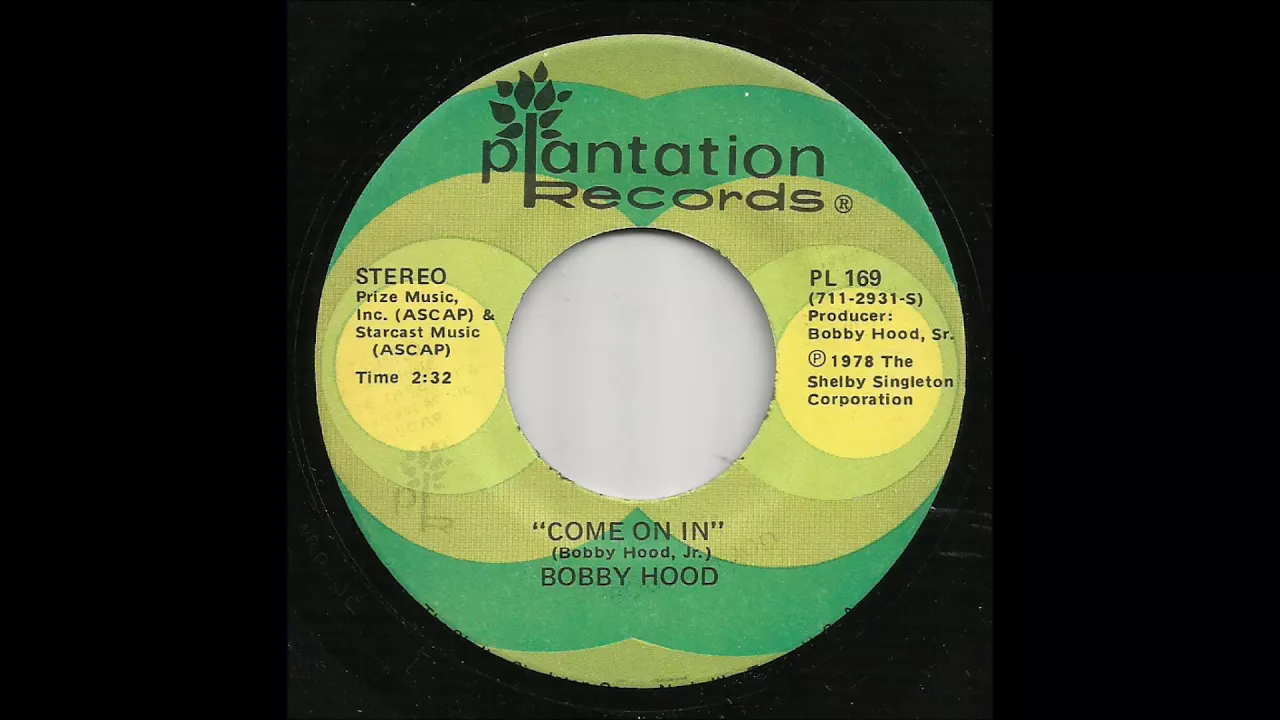 plantation
Records®
STEREO
Prize Music,
Inc. (ASCAP) &
Starcast Music
(ASCAP)
Time 2:32
PL 169
(711-2931-S)
Producer:
Bobby Hood, Sr.
Ⓟ 1978 The
Shelby Singleton
Corporation
"COME ON IN"
(Bobby Hood, Jr.)
BOBBY HOOD